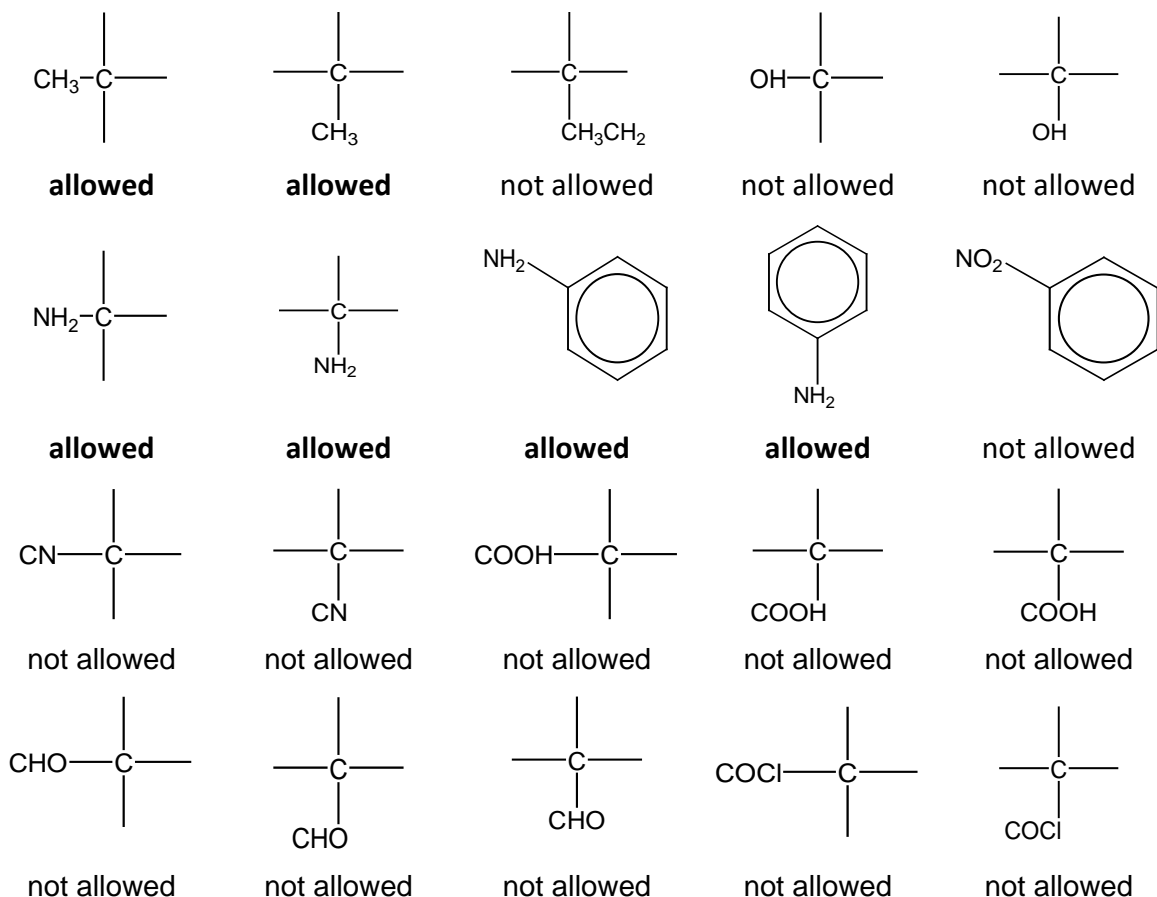 CH₃ C C C OH C C
CH₃ CH₃CH₂ OH
allowed allowed not allowed not allowed not allowed
NH₂ NO₂
NH₂ C C
NH₂ NH₂
allowed allowed allowed allowed not allowed
CN C C COOH C C C
CN COOH COOH
not allowed not allowed not allowed not allowed not allowed
CHO C C C COCl C C
CHO CHO COCl
not allowed not allowed not allowed not allowed not allowed